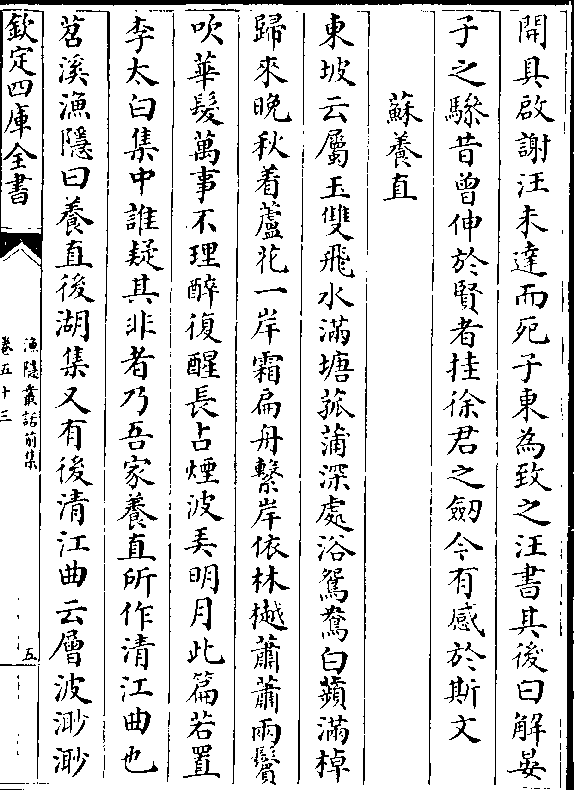 開具啟謝汪未達而死子東為致之汪書其後曰解晏
子之驂昔曾伸於賢者挂徐君之劒今有感於斯文
蘇養直
東坡云屬玉雙飛水滿塘菰蒲深處浴鴛鴦白蘋滿棹
歸來晚秋着蘆花一岸霜扁舟繫岸依林樾蕭蕭兩鬢
吹華髮萬事不理醉復醒長占煙波弄明月此篇若置
李太白集中誰疑其非者乃吾家養直所作清江曲也
苕溪漁隱曰養直後湖集又有後清江曲云層波渺渺
欽定四庫全書
漁隱叢話前集
卷五十三
五